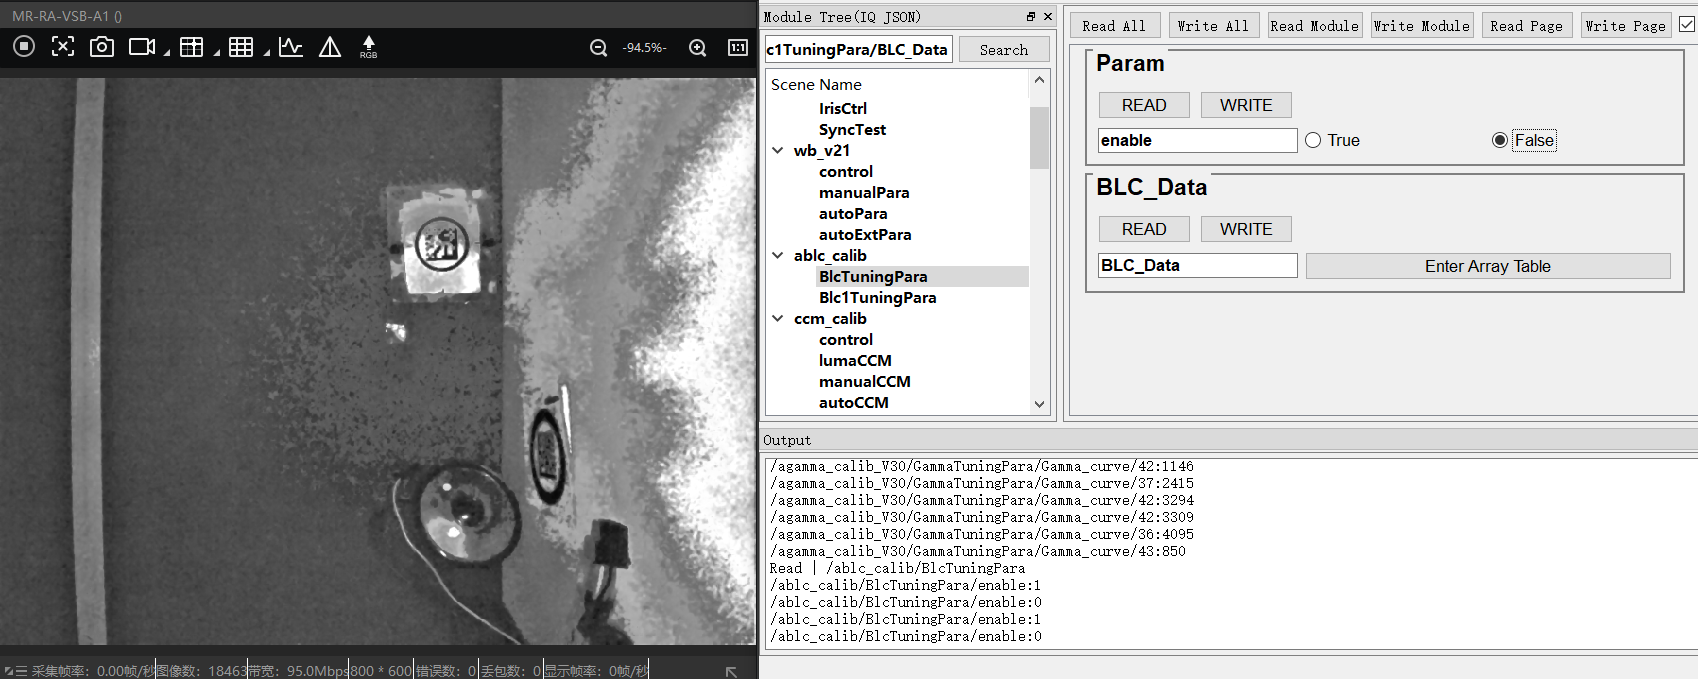 MR-RA-VSB-A1 ()
RGB
-94.5%-
1:1
采集帧率：0.00帧/秒 图像数：18463 带宽：95.0Mbps 800 * 600 错误数：0 丢包数：0 显示帧率：0帧/秒
Module Tree(IQ JSON)
c1TuningPara/BLC_Data
Search
Scene Name
IrisCtrl
SyncTest
wb_v21
control
manualPara
autoPara
autoExtPara
ablc_calib
BlcTuningPara
Blc1TuningPara
ccm_calib
control
lumaCCM
manualCCM
autoCCM
Read All Write All Read Module Write Module Read Page Write Page
Param
READ WRITE
enable True False
BLC_Data
READ WRITE
BLC_Data Enter Array Table
Output
/agamma_calib_V30/GammaTuningPara/Gamma_curve/42:1146
/agamma_calib_V30/GammaTuningPara/Gamma_curve/37:2415
/agamma_calib_V30/GammaTuningPara/Gamma_curve/42:3294
/agamma_calib_V30/GammaTuningPara/Gamma_curve/42:3309
/agamma_calib_V30/GammaTuningPara/Gamma_curve/36:4095
/agamma_calib_V30/GammaTuningPara/Gamma_curve/43:850
Read | /ablc_calib/BlcTuningPara
/ablc_calib/BlcTuningPara/enable:1
/ablc_calib/BlcTuningPara/enable:0
/ablc_calib/BlcTuningPara/enable:1
/ablc_calib/BlcTuningPara/enable:0